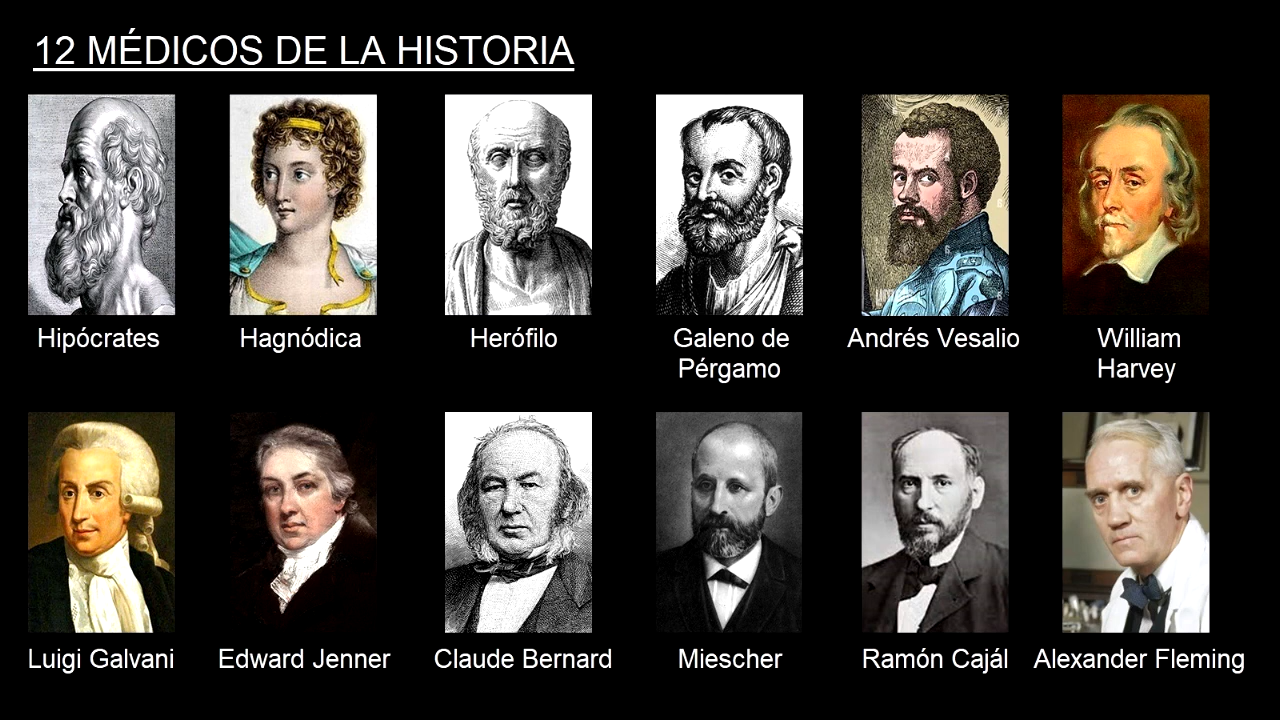 12 MÉDICOS DE LA HISTORIA
Hipócrates
Hagnódica
Herófilo
Galeno de
Pérgamo
Andrés Vesalio
William
Harvey
Luigi Galvani
Edward Jenner
Claude Bernard
Miescher
Ramón Cajál
Alexander Fleming